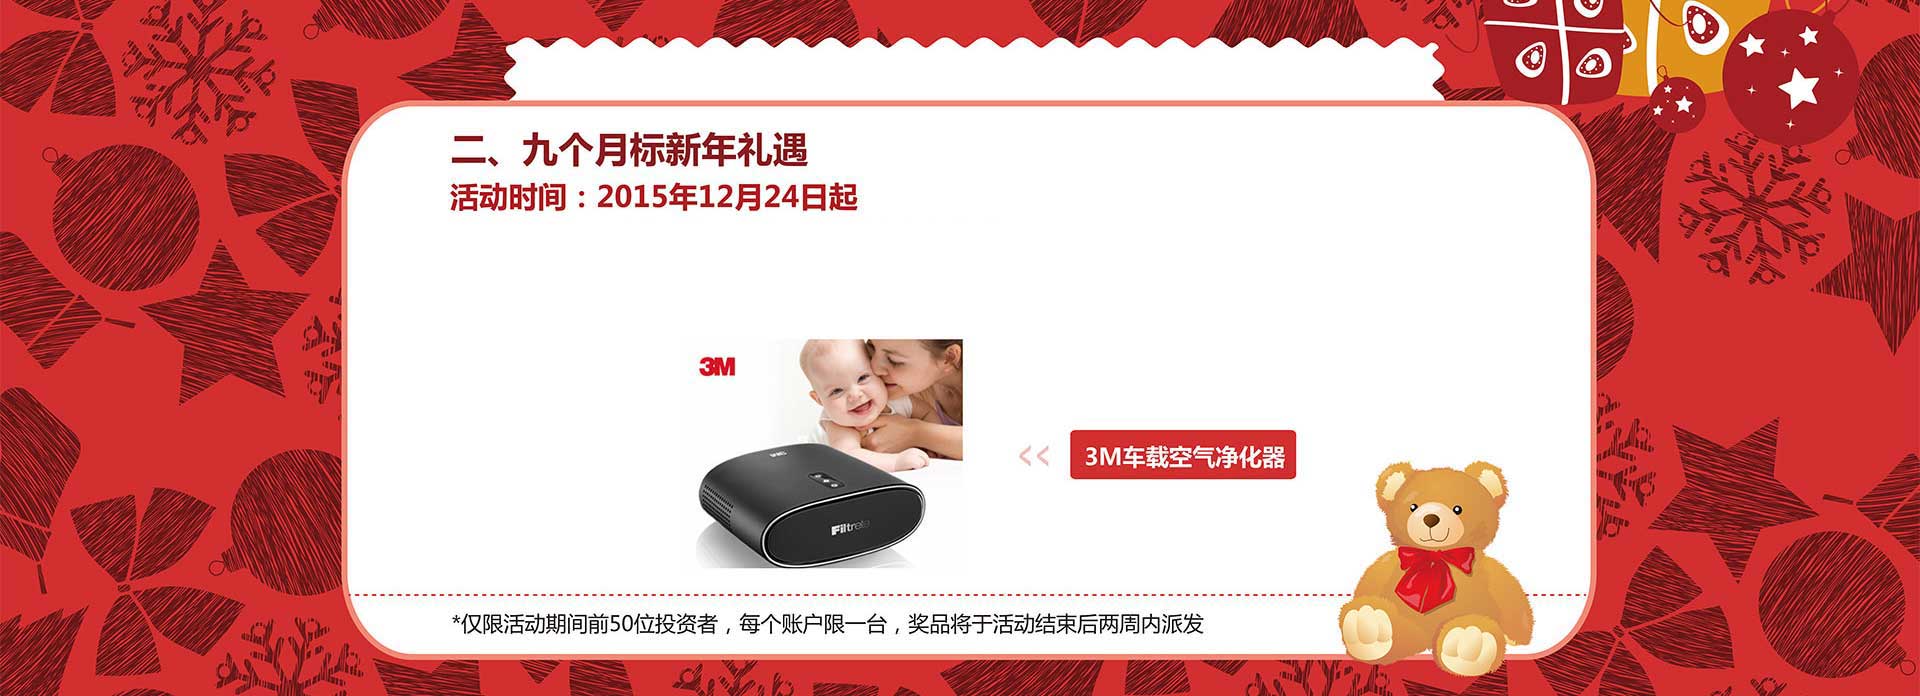 二、九个月标新年礼遇
活动时间：2015年12月24日起
3M
3M
Filtrete
<< 3M车载空气净化器
*仅限活动期间前50位投资者，每个账户限一台，奖品将于活动结束后两周内派发